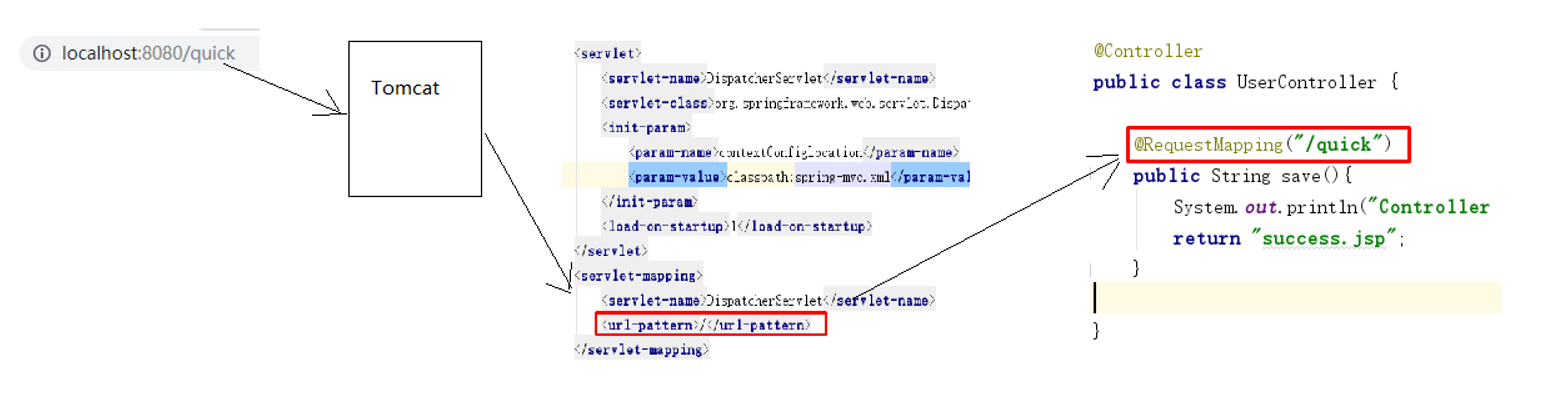 localhost:8080/quick
Tomcat
<servlet>
<servlet-name>DispatcherServlet</servlet-name>
<servlet-class>org.springframework.web.servlet.Dispa
<init-param>
<param-name>contextConfiglocation</param-name>
<param-value>classpath:spring-mvc.xml</param-val
</init-param>
<load-on-startup>1</load-on-startup>
</servlet>
<servlet-mapping>
<servlet-name>DispatcherServlet</servlet-name>
<url-pattern>/</url-pattern>
</servlet-mapping>
@Controller
public class UserController {
@RequestMapping("/quick")
public String save(){
System.out.println("Controller
return "success.jsp";
}
}